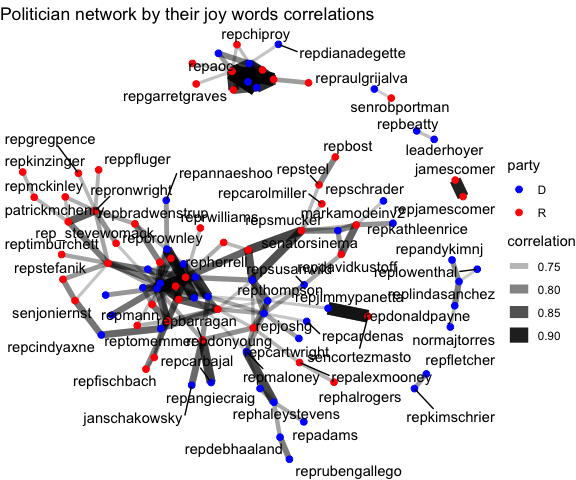 Politician network by their joy words correlations
repchiproy
repdianadegette
repaoc
repraulgrijalva
repgarretgraves
senrobportman
repbeatty
leaderhoyer
repgregpence
repbost
jamescomer
repkinzinger
reppfluger
repannaeshoo
repsteel
repmckinley
repronwright
repcarolmiller
repschrader
patrickmchenry
repbradwenstrup
repwilliams
repsmucker
markamodeinv2
repjamescomer
rep_stevewomack
repkathleenrice
reptimburchett
repbrownley
senatorsinema
repandykimnj
repstefanik
repherrell
repsusanwild
repdavidkustoff
replowenthal
repthompson
repjimmypanetta
replindasanchez
senjoniernst
repmann
repbarragan
repjoshg
repdonaldpayne
repcindyaxne
reptomemmer
repdonyoung
repcardenas
normajtorres
repcarbajal
repcartwright
sencortezmasto
repfletcher
repfischbach
repmaloney
repalexmooney
repangiecraig
rephalrogers
janschakowsky
rephaleystevens
repkimschrier
repadams
repdebhaaland
reprubengallego
party
D
R
correlation
0.75
0.80
0.85
0.90